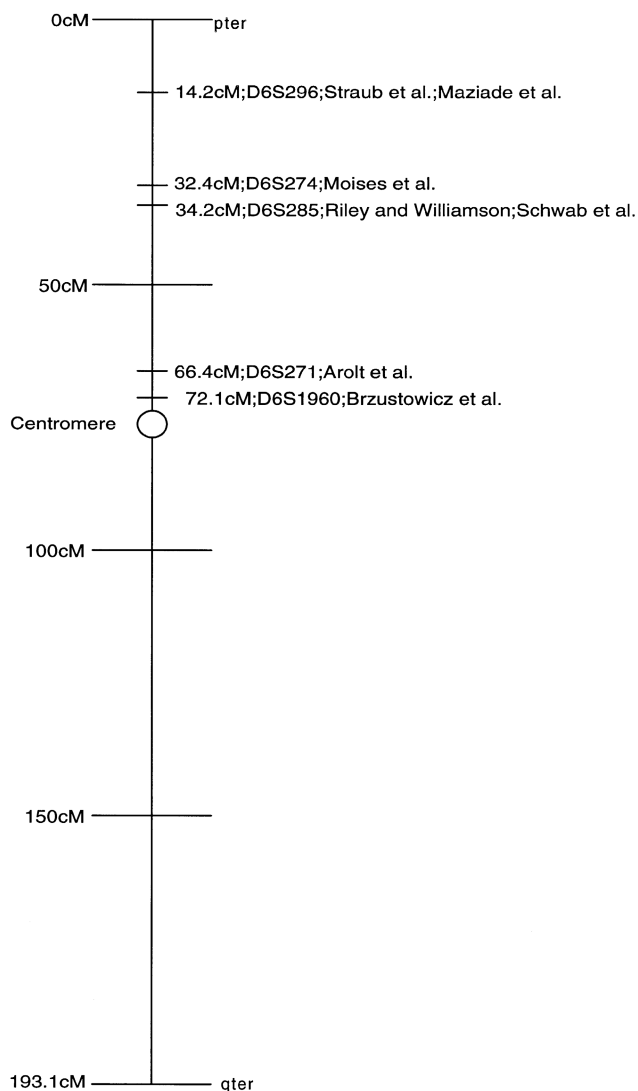 0cM pter
14.2cM;D6S296;Straub et al.;Maziade et al.
32.4cM;D6S274;Moises et al.
34.2cM;D6S285;Riley and Williamson;Schwab et al.
50cM
66.4cM;D6S271;Arolt et al.
72.1cM;D6S1960;Brzustowicz et al.
Centromere
100cM
150cM
193.1cM qter